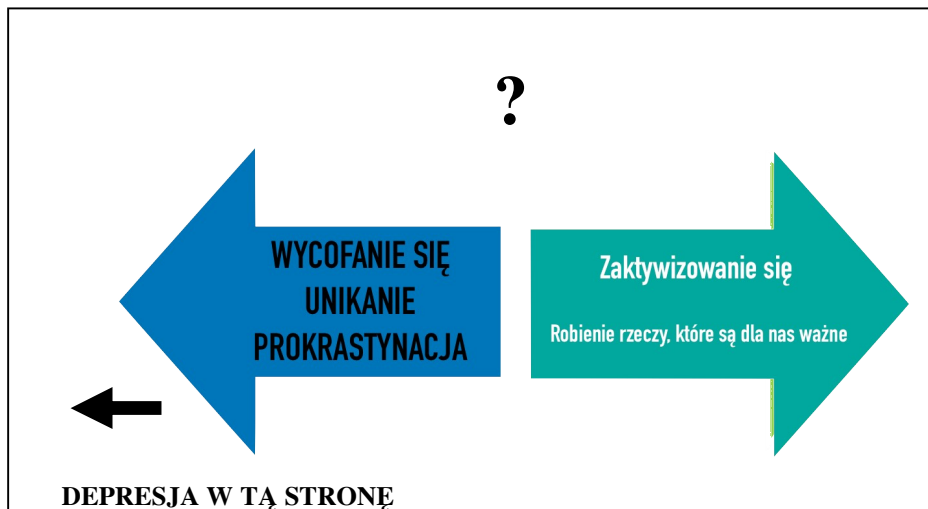 ?
WYCOFANIE SIĘ
UNIKANIE
PROKRASTYNACJA
Zaktywizowanie się
Robienie rzeczy, które są dla nas ważne
DEPRESJA W TĄ STRONĘ